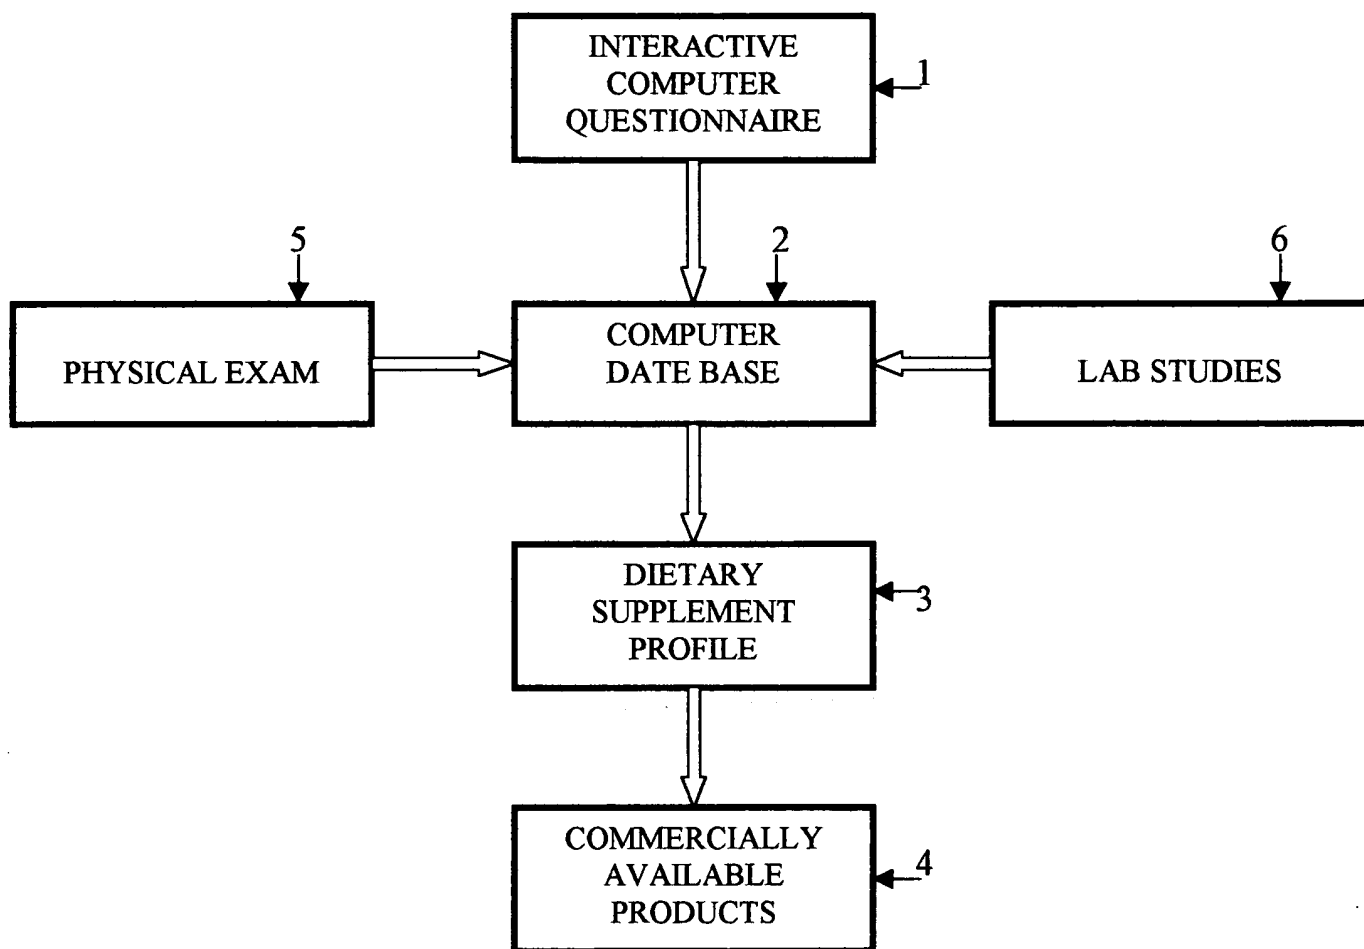 INTERACTIVE
COMPUTER
QUESTIONNAIRE
1
5
2
6
PHYSICAL EXAM
COMPUTER
DATE BASE
LAB STUDIES
DIETARY
SUPPLEMENT
PROFILE
3
COMMERCIALLY
AVAILABLE
PRODUCTS
4